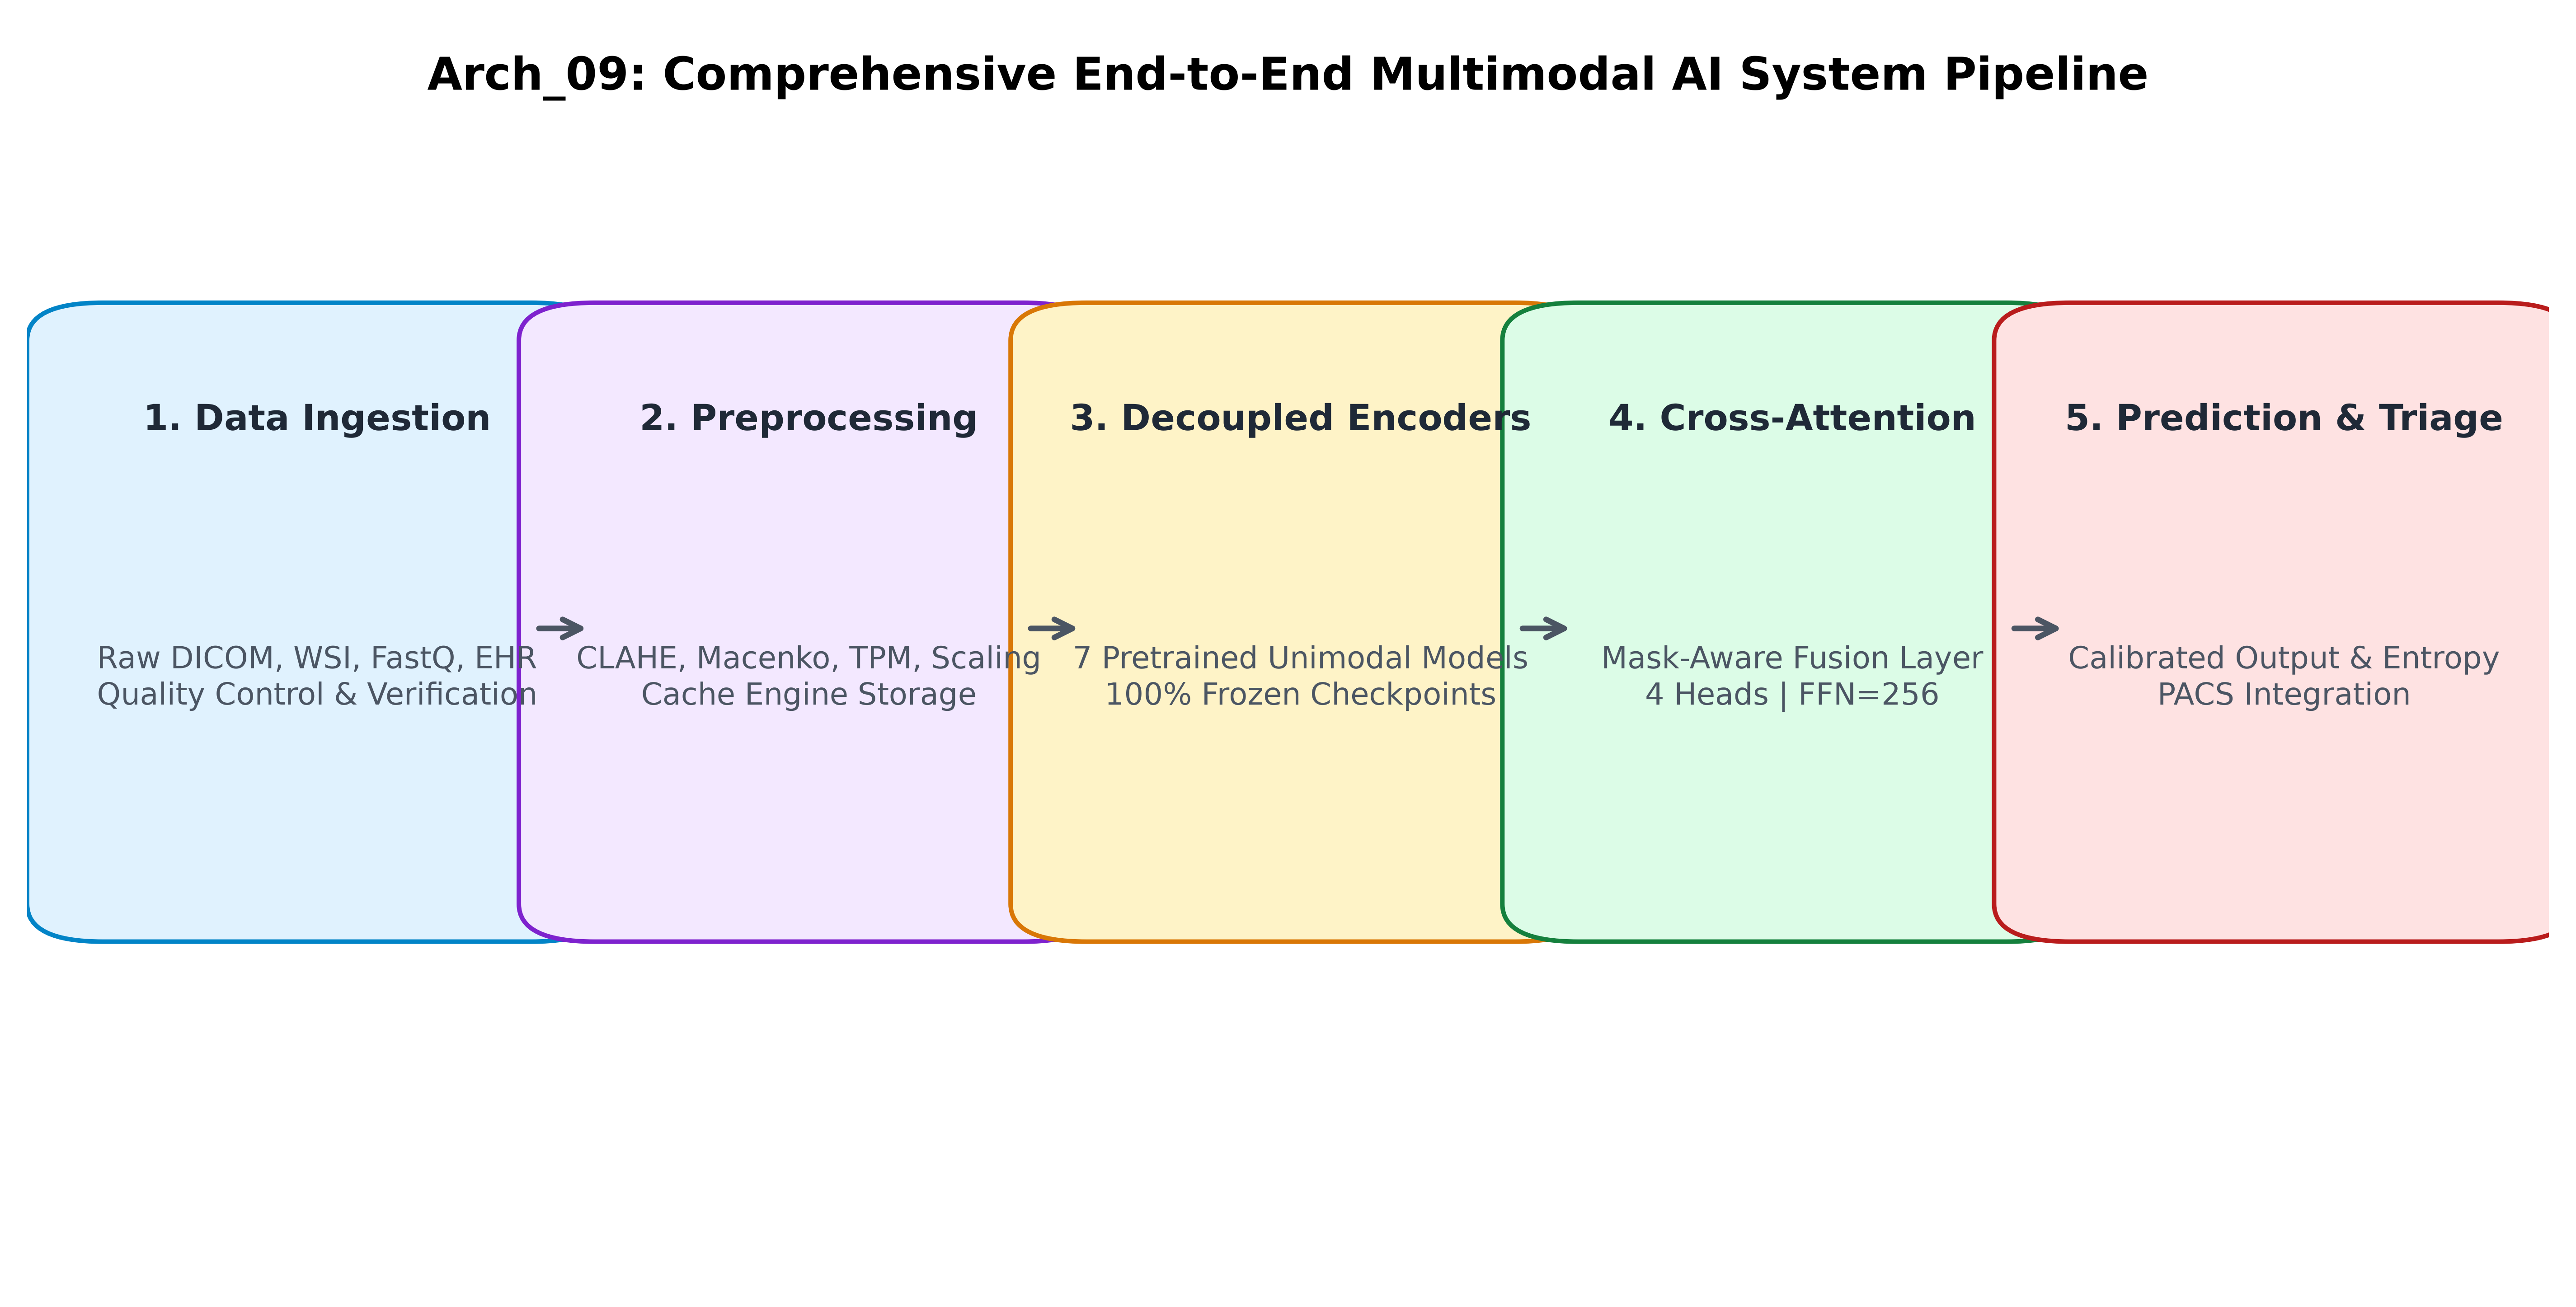 Arch_09: Comprehensive End-to-End Multimodal AI System Pipeline
1. Data Ingestion
Raw DICOM, WSI, FastQ, EHR
Quality Control & Verification
2. Preprocessing
CLAHE, Macenko, TPM, Scaling
Cache Engine Storage
3. Decoupled Encoders
7 Pretrained Unimodal Models
100% Frozen Checkpoints
4. Cross-Attention
Mask-Aware Fusion Layer
4 Heads | FFN=256
5. Prediction & Triage
Calibrated Output & Entropy
PACS Integration